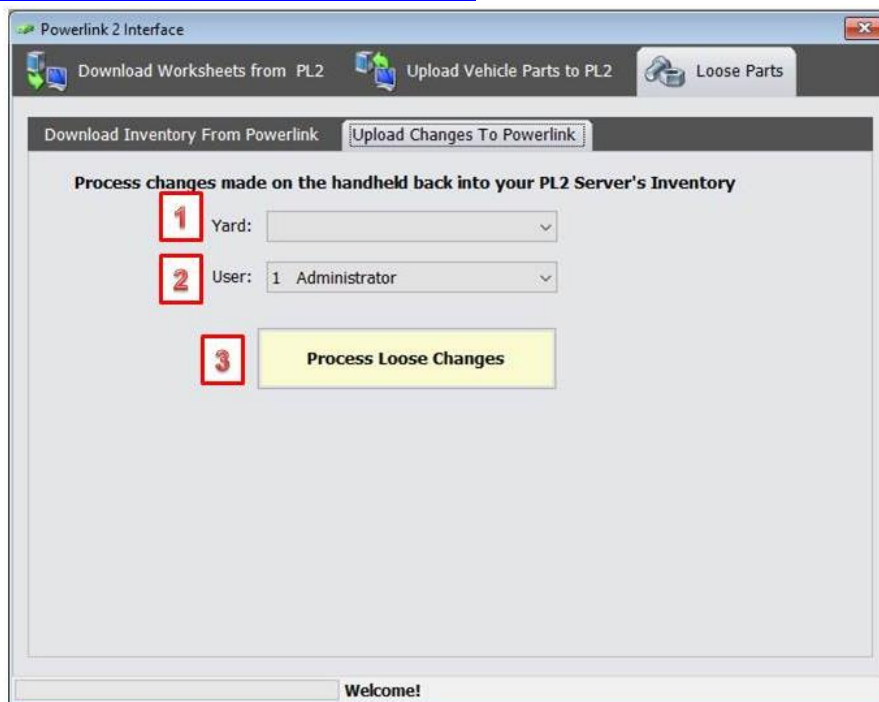 Powerlink 2 Interface
Download Worksheets from PL2 Upload Vehicle Parts to PL2 Loose Parts
Download Inventory From Powerlink Upload Changes To Powerlink
Process changes made on the handheld back into your PL2 Server's Inventory
1 Yard:
2 User: 1 Administrator
3 Process Loose Changes
Welcome!